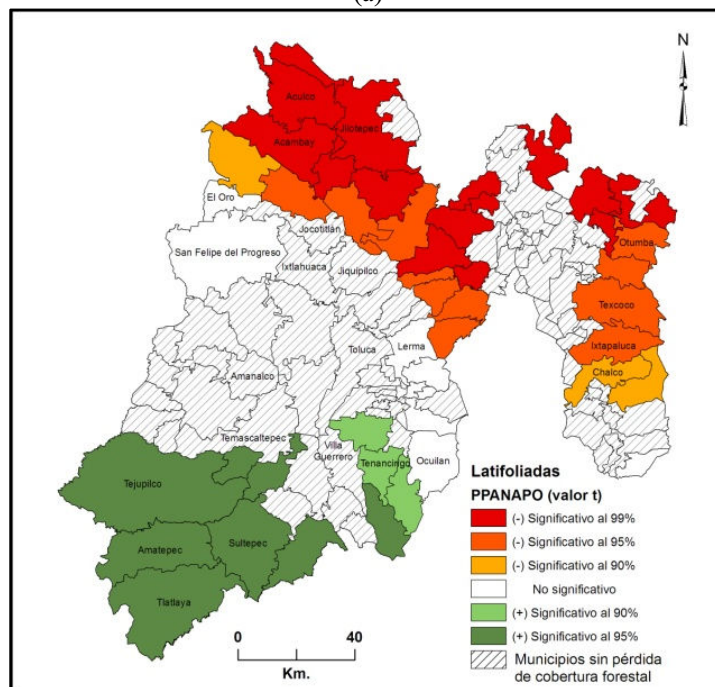 (a)
N
Aculco
Jilotepec
Acambay
El Oro
Jocotitlán
San Felipe del Progreso
Ixtlahuaca
Jiquipilco
Otumba
Texcoco
Ixtapaluca
Chalco
Toluca
Lerma
Amanalco
Temascaltepec
Villa
Guerrero
Tenancingo
Ocuilan
Tejupilco
Amatepec
Sultepec
Tlatlaya
0 40
Km.
Latifoliadas
PPANAPO (valor t)
(-) Significativo al 99%
(-) Significativo al 95%
(-) Significativo al 90%
No significativo
(+) Significativo al 90%
(+) Significativo al 95%
Municipios sin pérdida
de cobertura forestal